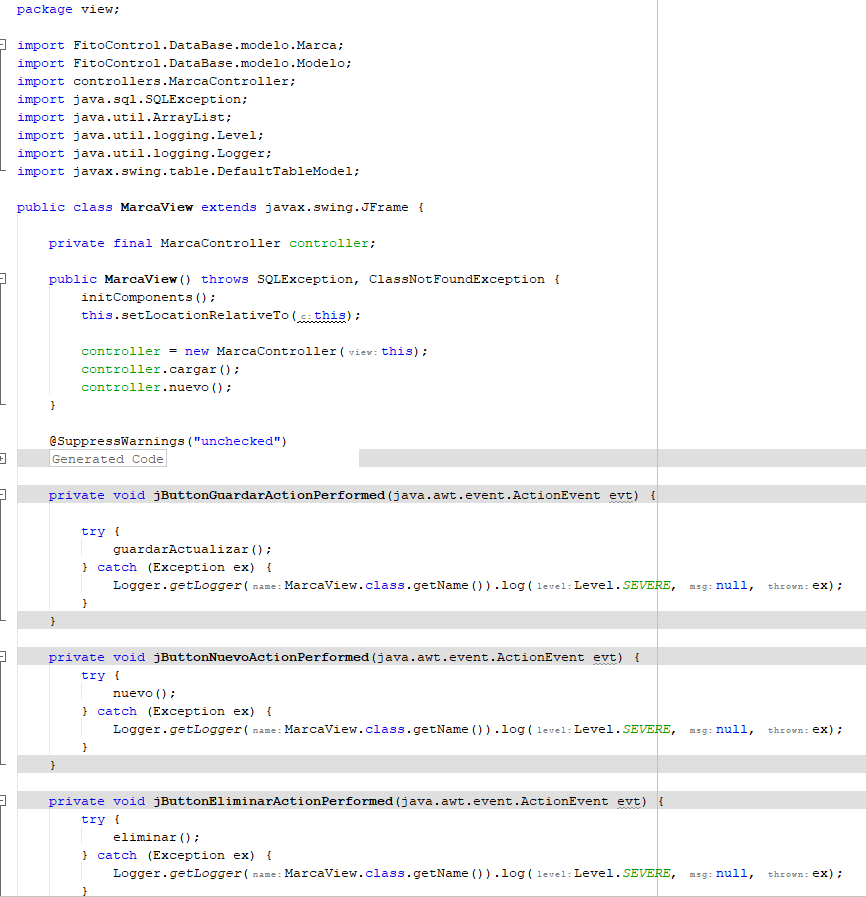 package view;
import FitoControl.DataBase.modelo.Marca;
import FitoControl.DataBase.modelo.Modelo;
import controllers.MarcaController;
import java.sql.SQLException;
import java.util.ArrayList;
import java.util.logging.Level;
import java.util.logging.Logger;
import javax.swing.table.DefaultTableModel;
public class MarcaView extends javax.swing.JFrame {
private final MarcaController controller;
public MarcaView() throws SQLException, ClassNotFoundException {
initComponents();
this.setLocationRelativeTo( c: this);
controller = new MarcaController( view: this);
controller.cargar();
controller.nuevo();
}
@SuppressWarnings("unchecked")
Generated Code
private void jButtonGuardarActionPerformed(java.awt.event.ActionEvent evt) {
try {
guardarActualizar();
} catch (Exception ex) {
Logger.getLogger( name: MarcaView.class.getName()).log( level: Level.SEVERE, msg: null, thrown: ex);
}
}
private void jButtonNuevoActionPerformed(java.awt.event.ActionEvent evt) {
try {
nuevo();
} catch (Exception ex) {
Logger.getLogger( name: MarcaView.class.getName()).log( level: Level.SEVERE, msg: null, thrown: ex);
}
}
private void jButtonEliminarActionPerformed(java.awt.event.ActionEvent evt) {
try {
eliminar();
} catch (Exception ex) {
Logger.getLogger( name: MarcaView.class.getName()).log( level: Level.SEVERE, msg: null, thrown: ex);
}